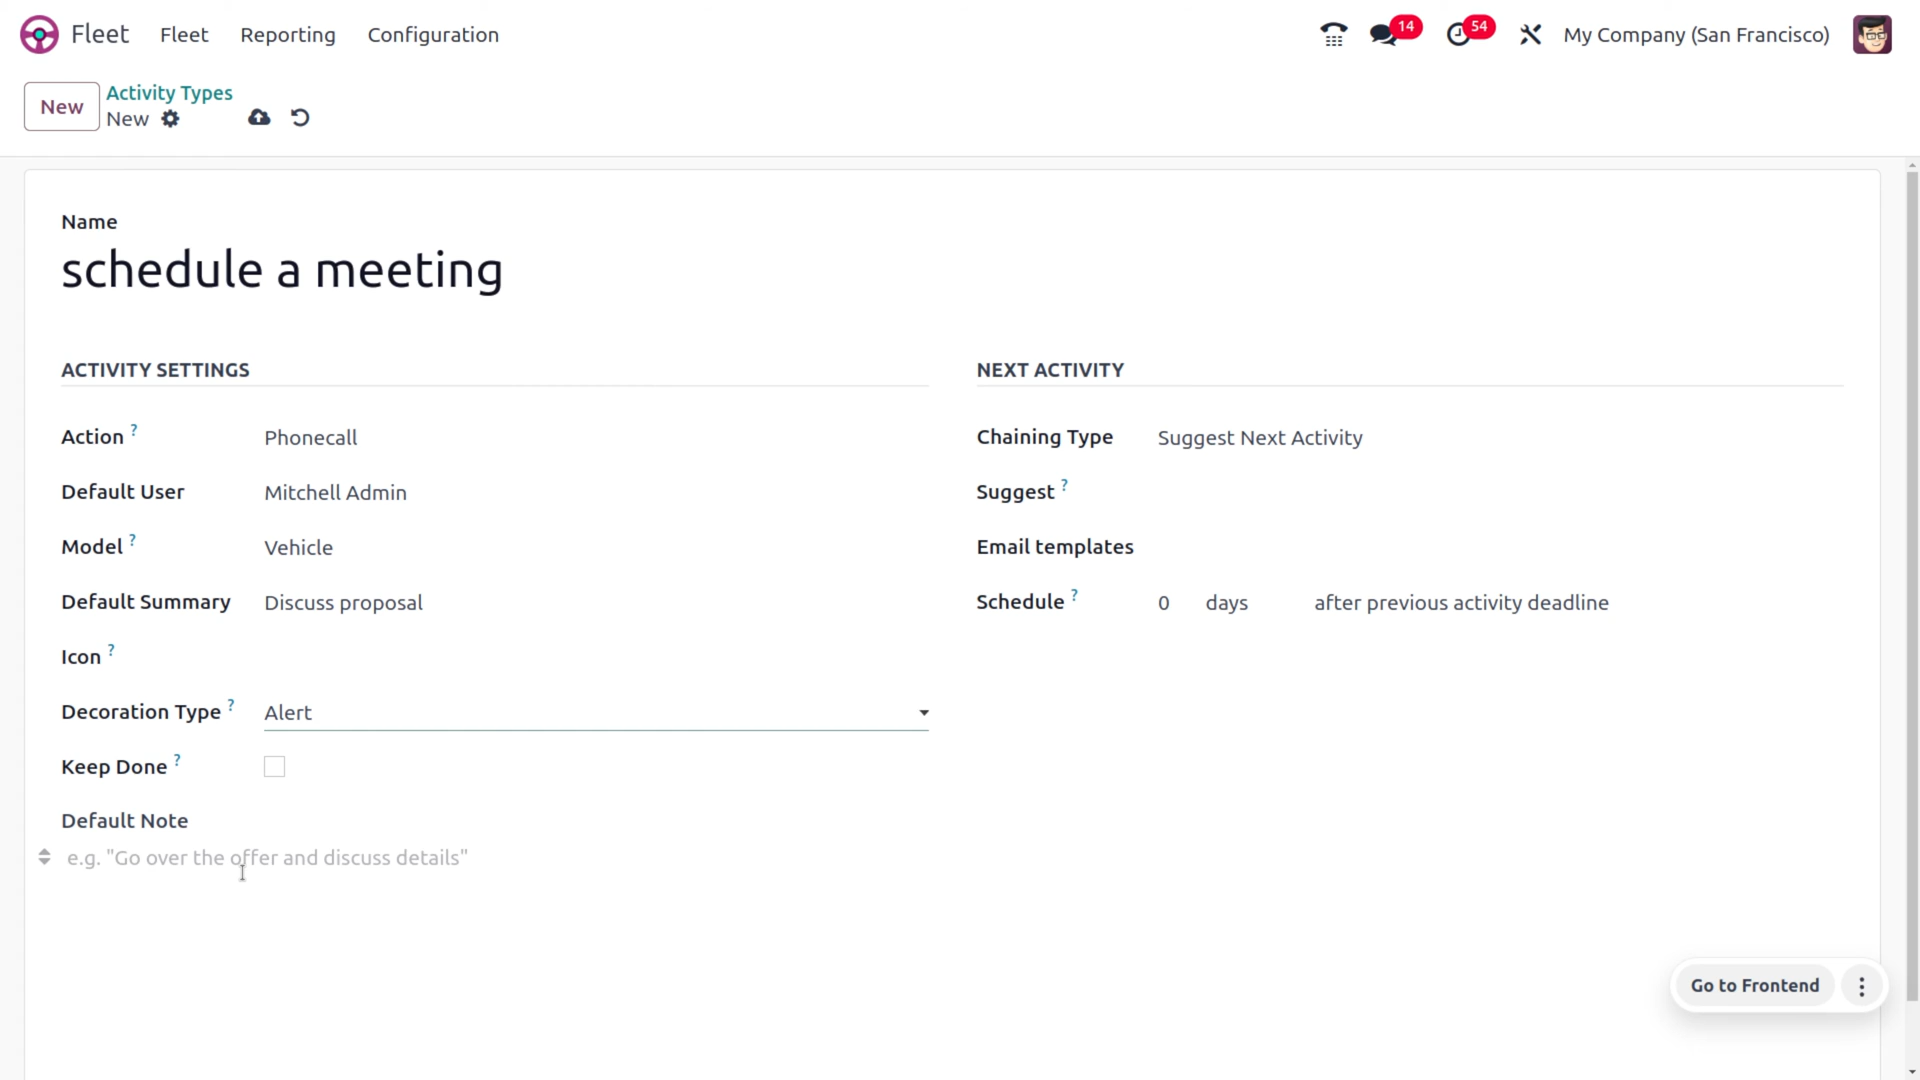 Fleet Fleet Reporting Configuration 14 54 My Company (San Francisco)
New Activity Types
New
Name
schedule a meeting
ACTIVITY SETTINGS
Action ? Phonecall
Default User Mitchell Admin
Model ? Vehicle
Default Summary Discuss proposal
Icon ?
Decoration Type ? Alert
Keep Done ?
Default Note
e.g. "Go over the offer and discuss details"
NEXT ACTIVITY
Chaining Type Suggest Next Activity
Suggest ?
Email templates
Schedule ? 0 days after previous activity deadline
Go to Frontend